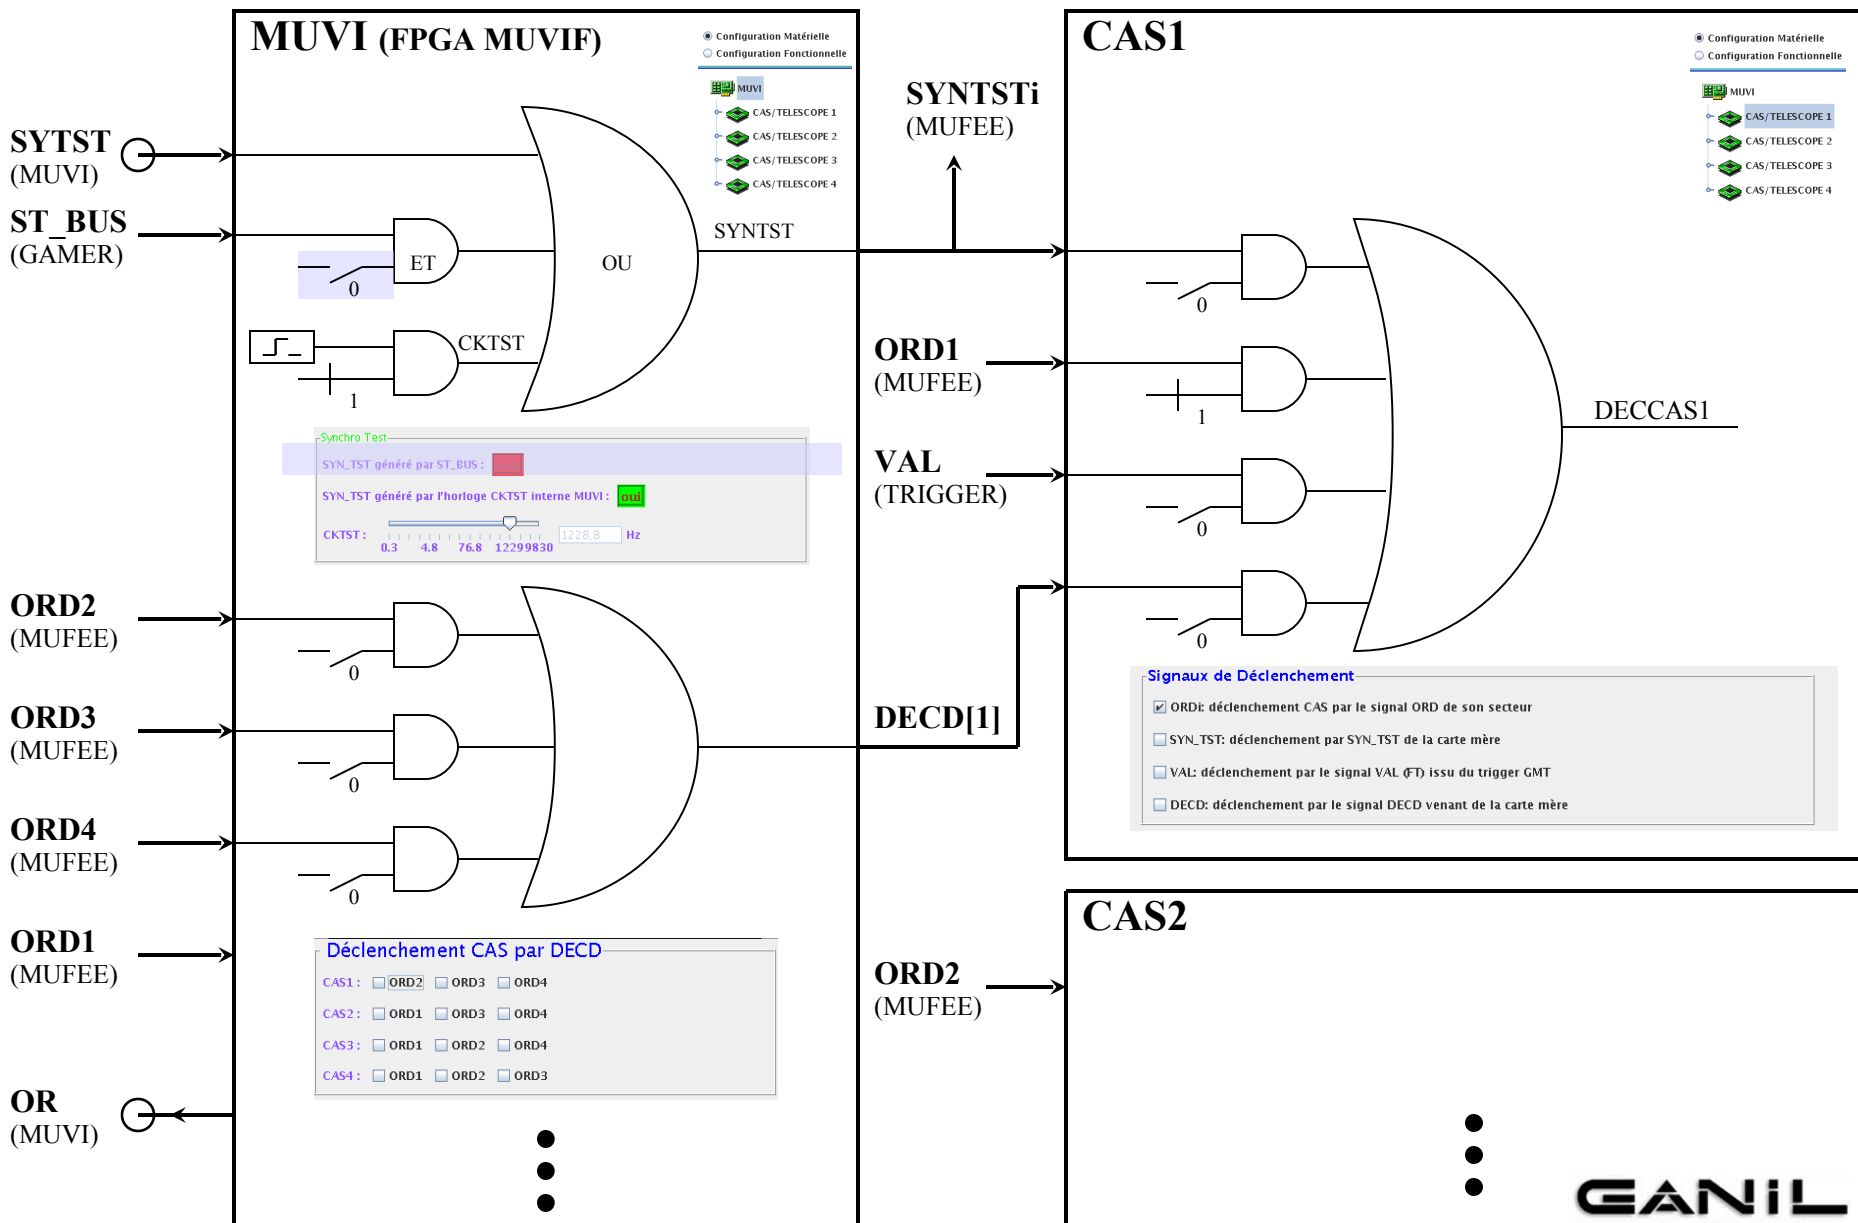 MUVI (FPGA MUVIF)
Configuration Matérielle
Configuration Fonctionnelle
MUVI
CAS/TELESCOPE 1
CAS/TELESCOPE 2
CAS/TELESCOPE 3
CAS/TELESCOPE 4
SYTST
(MUVI)
ST_BUS
(GAMER)
ET
0
OU
SYNTST
CKTST
1
Synchro Test
SYN_TST généré par ST_BUS :
SYN_TST généré par l'horloge CKTST interne MUVI : oui
CKTST : 1228,8 Hz
0.3 4.8 76.8 1229 9830
ORD2
(MUFEE)
0
ORD3
(MUFEE)
0
ORD4
(MUFEE)
0
ORD1
(MUFEE)
Déclenchement CAS par DECD
CAS1 : ORD2 ORD3 ORD4
CAS2 : ORD1 ORD3 ORD4
CAS3 : ORD1 ORD2 ORD4
CAS4 : ORD1 ORD2 ORD3
OR
(MUVI)
SYNTSTi
(MUFEE)
ORD1
(MUFEE)
VAL
(TRIGGER)
DECD[1]
CAS1
Configuration Matérielle
Configuration Fonctionnelle
MUVI
CAS/TELESCOPE 1
CAS/TELESCOPE 2
CAS/TELESCOPE 3
CAS/TELESCOPE 4
0
1
0
0
DECCAS1
Signaux de Déclenchement
ORDi: déclenchement CAS par le signal ORD de son secteur
SYN_TST: déclenchement par SYN_TST de la carte mère
VAL: déclenchement par le signal VAL (FT) issu du trigger GMT
DECD: déclenchement par le signal DECD venant de la carte mère
CAS2
ORD2
(MUFEE)
GANiL